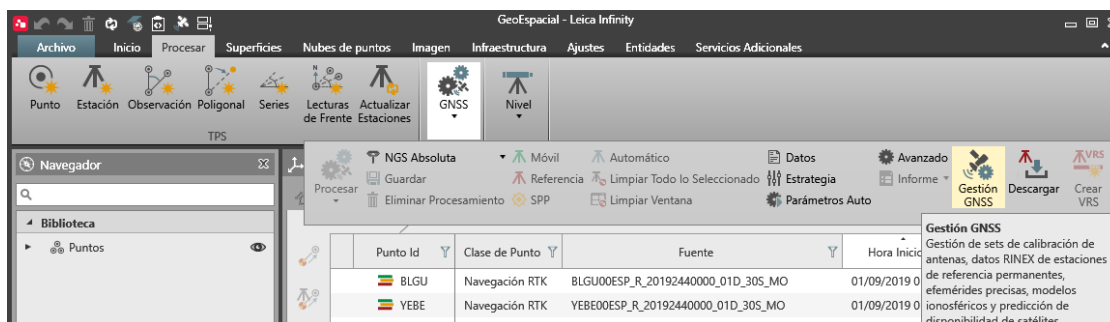 GeoEspacial - Leica Infinity
Archivo Inicio Procesar Superficies Nubes de puntos Imagen Infraestructura Ajustes Entidades Servicios Adicionales
Punto Estación Observación Poligonal Series Lecturas de Frente Actualizar Estaciones GNSS Nivel
TPS
Navegador
Biblioteca
Puntos
Procesar
NGS Absoluta Móvil Automático Datos Avanzado
Guardar Referencia Limpiar Todo lo Seleccionado Estrategia Informe
Eliminar Procesamiento SPP Limpiar Ventana Parámetros Auto
Gestión GNSS
Descargar
VRS
Crear VRS
Gestión GNSS
Gestión de sets de calibración de
antenas, datos RINEX de estaciones
de referencia permanentes,
efemérides precisas, modelos
ionosféricos y predicción de
disponibilidad de satélites
Punto Id Clase de Punto Fuente Hora Inicio
BLGU Navegación RTK BLGU00ESP_R_20192440000_01D_30S_MO 01/09/2019 0
YEBE Navegación RTK YEBE00ESP_R_20192440000_01D_30S_MO 01/09/2019 0